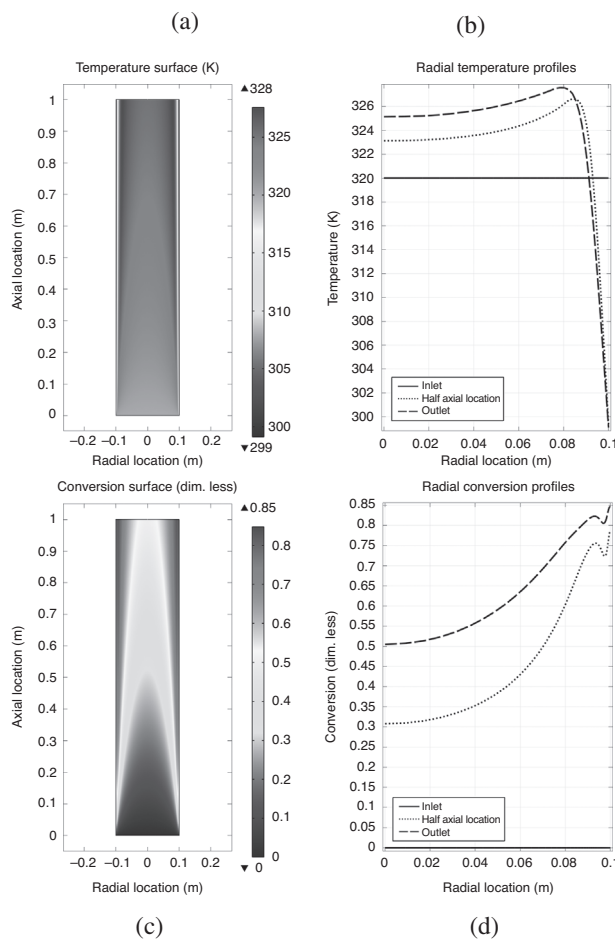 (a)
(b)
Temperature surface (K)
▲328
1
0.9
0.8
0.7
0.6
0.5
0.4
0.3
0.2
0.1
0
Axial location (m)
−0.2 −0.1 0 0.1 0.2
Radial location (m)
325
320
315
310
305
300
▼299
Radial temperature profiles
326
324
322
320
318
316
314
312
310
308
306
304
302
300
Temperature (K)
Inlet
Half axial location
Outlet
0 0.02 0.04 0.06 0.08 0.1
Radial location (m)
Conversion surface (dim. less)
▲0.85
1
0.9
0.8
0.7
0.6
0.5
0.4
0.3
0.2
0.1
0
Axial location (m)
−0.2 −0.1 0 0.1 0.2
Radial location (m)
0.8
0.7
0.6
0.5
0.4
0.3
0.2
0.1
0
▼ 0
Radial conversion profiles
0.85
0.8
0.75
0.7
0.65
0.6
0.55
0.5
0.45
0.4
0.35
0.3
0.25
0.2
0.15
0.1
0.05
0
Conversion (dim. less)
Inlet
Half axial location
Outlet
0 0.02 0.04 0.06 0.08 0.1
Radial location (m)
(c)
(d)